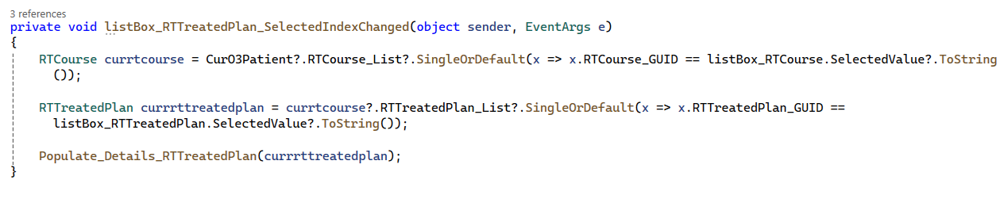 3 references
private void listBox_RTTreatedPlan_SelectedIndexChanged(object sender, EventArgs e)
{
RTCourse currtcourse = CurO3Patient?.RTCourse_List?.SingleOrDefault(x => x.RTCourse_GUID == listBox_RTCourse.SelectedValue?.ToString
());
RTTreatedPlan currrttreatedplan = currtcourse?.RTTreatedPlan_List?.SingleOrDefault(x => x.RTTreatedPlan_GUID ==
listBox_RTTreatedPlan.SelectedValue?.ToString());
Populate_Details_RTTreatedPlan(currrttreatedplan);
}